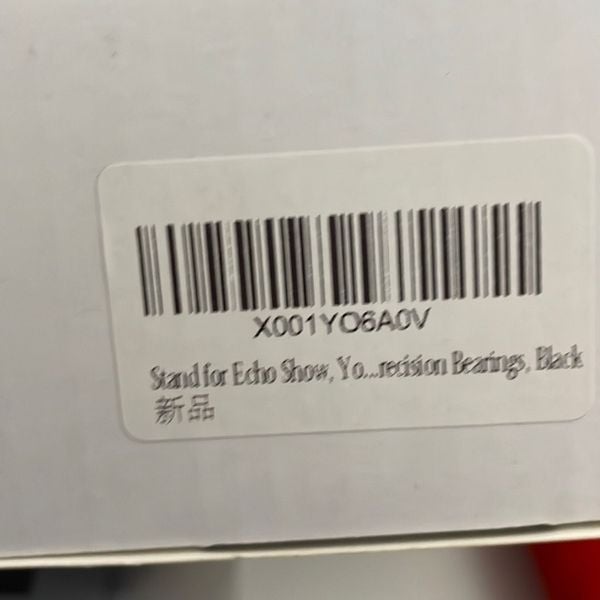 X001YO6A0V
Stand for Echo Show, Yo...recision Bearings, Black
新品